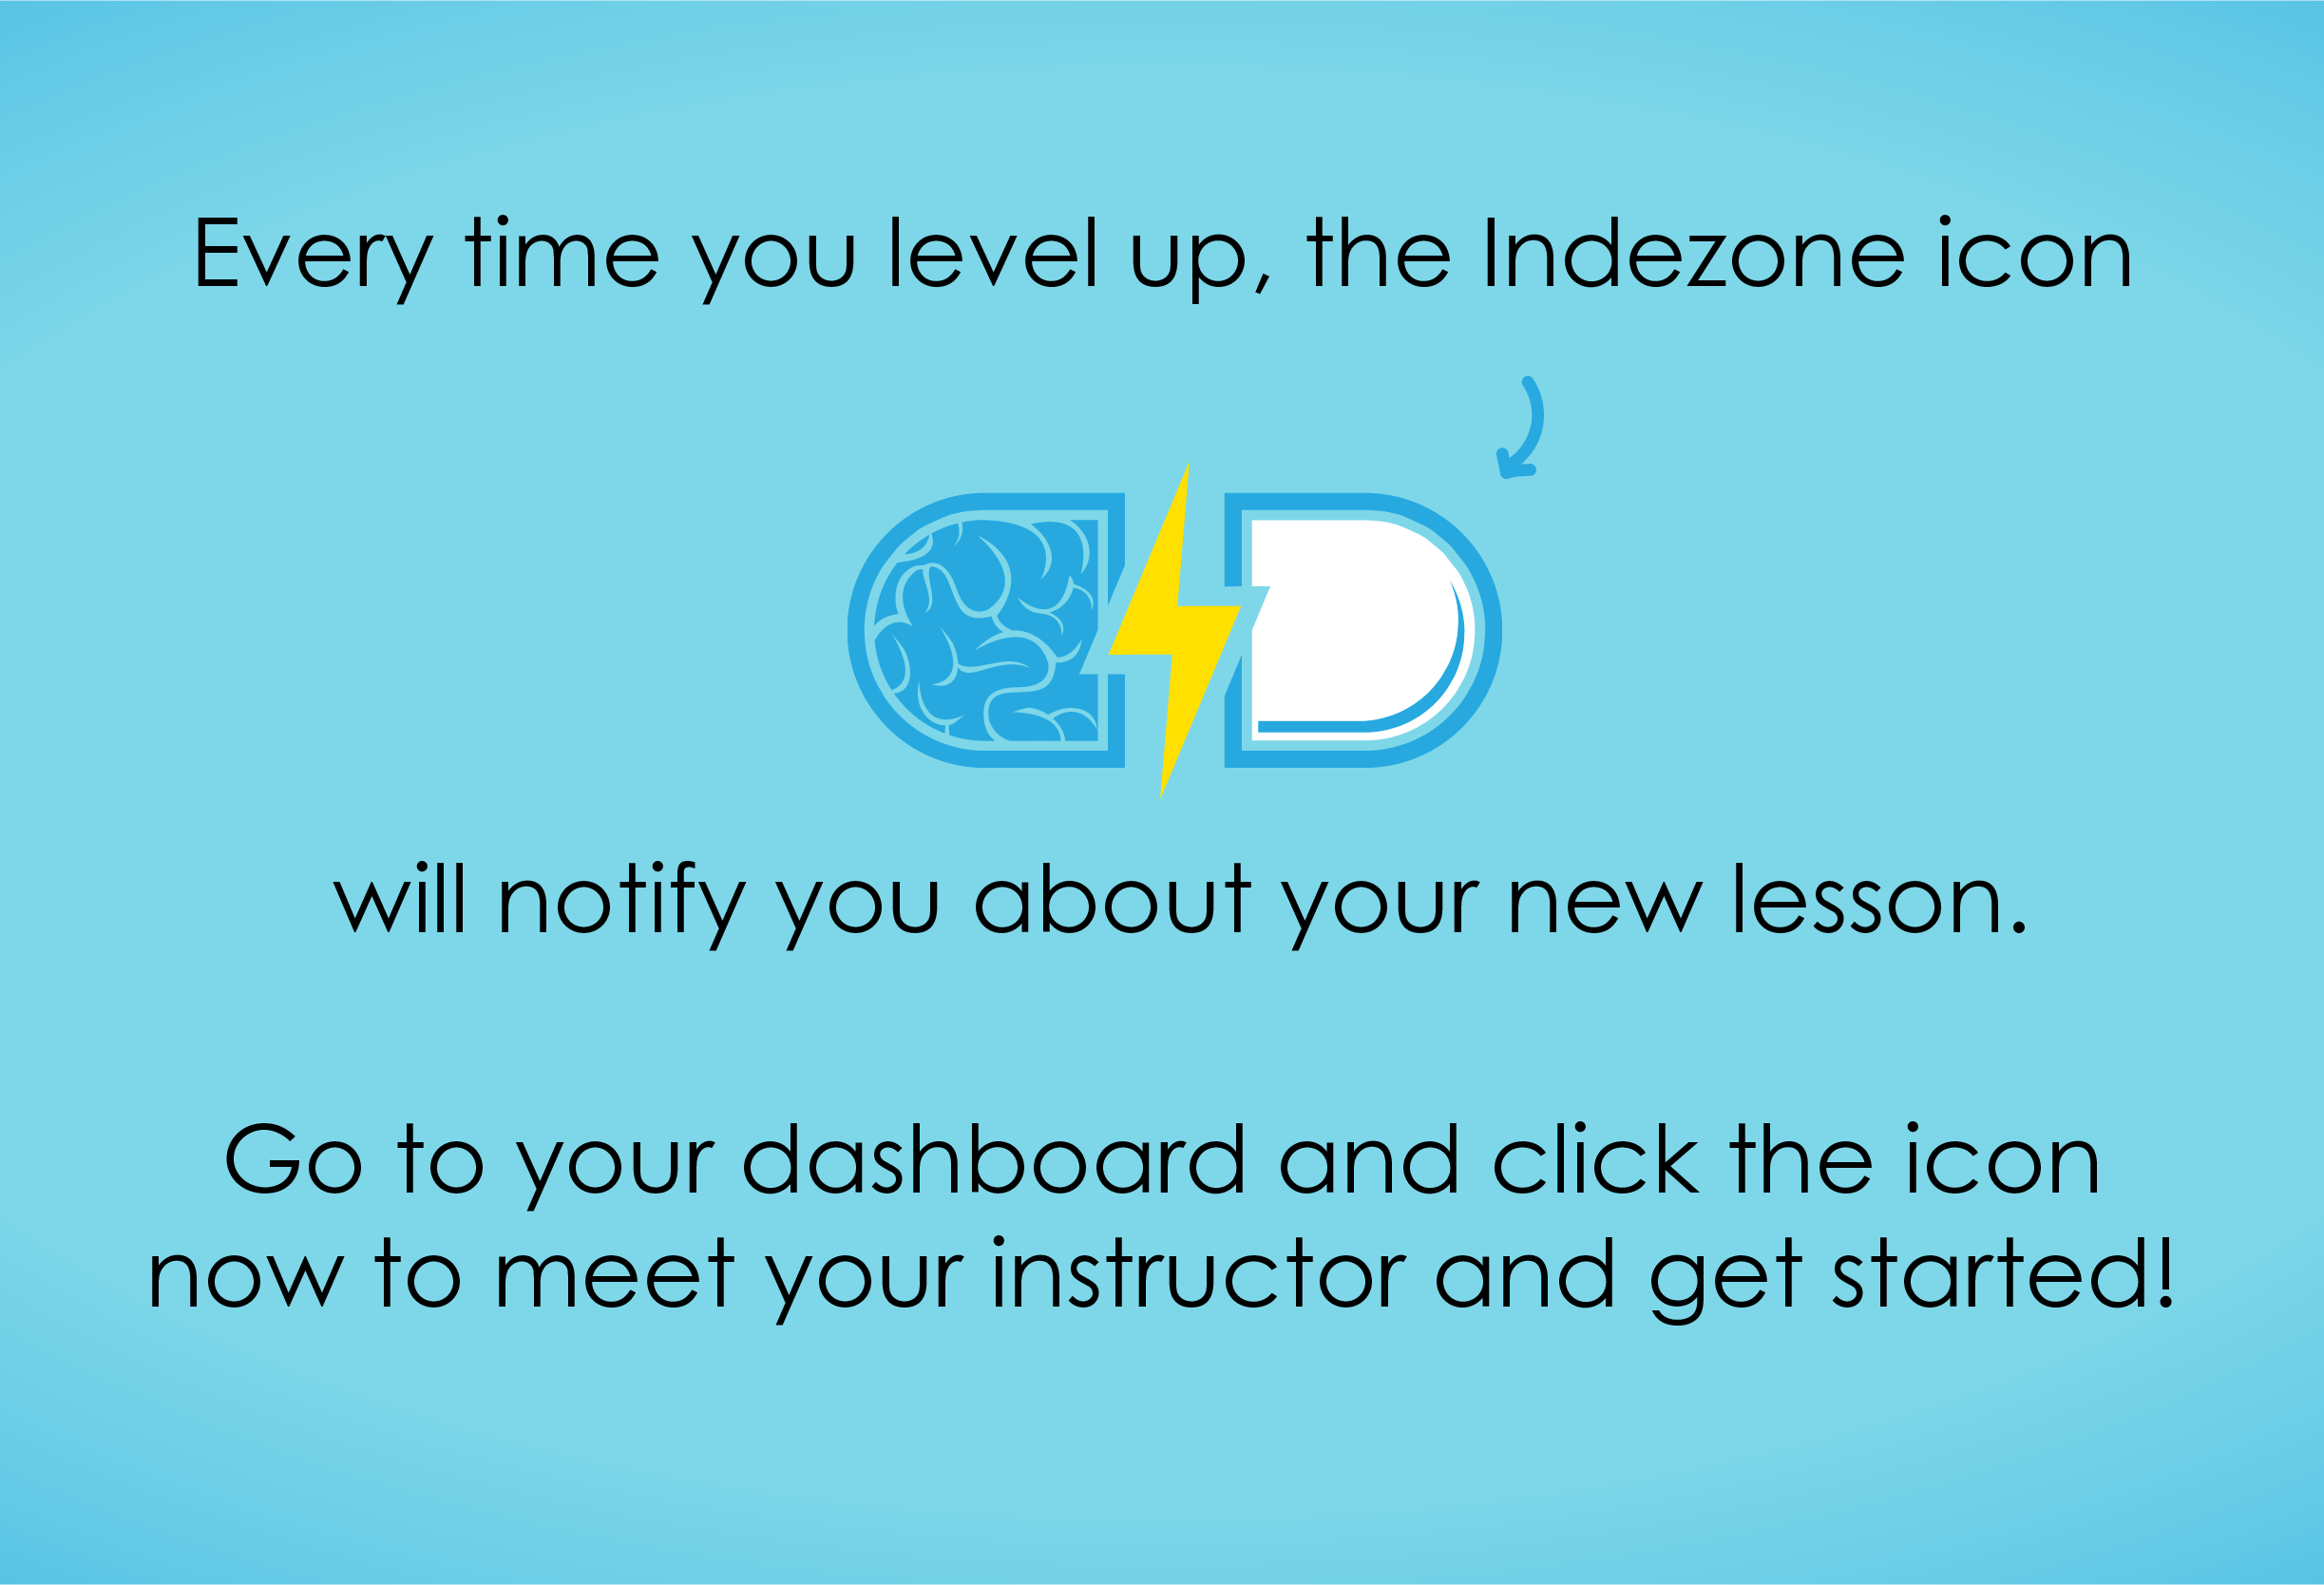 Every time you level up, the Indezone icon
will notify you about your new lesson.
Go to your dashboard and click the icon
now to meet your instructor and get started!